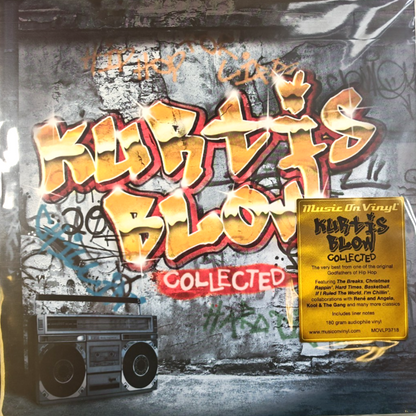 KURTIS
BLOW
COLLECTED
Music On Vinyl
KURTIS
BLOW
COLLECTED
The very best from one of the original
Godfathers of Hip Hop
Featuring The Breaks, Christmas
Rappin', Hard Times, Basketball,
If I Ruled The World, I'm Chillin',
collaborations with René and Angela,
Kool & The Gang and many more classics
Includes liner notes
180 gram audiophile vinyl
www.musiconvinyl.com MOVLP3718